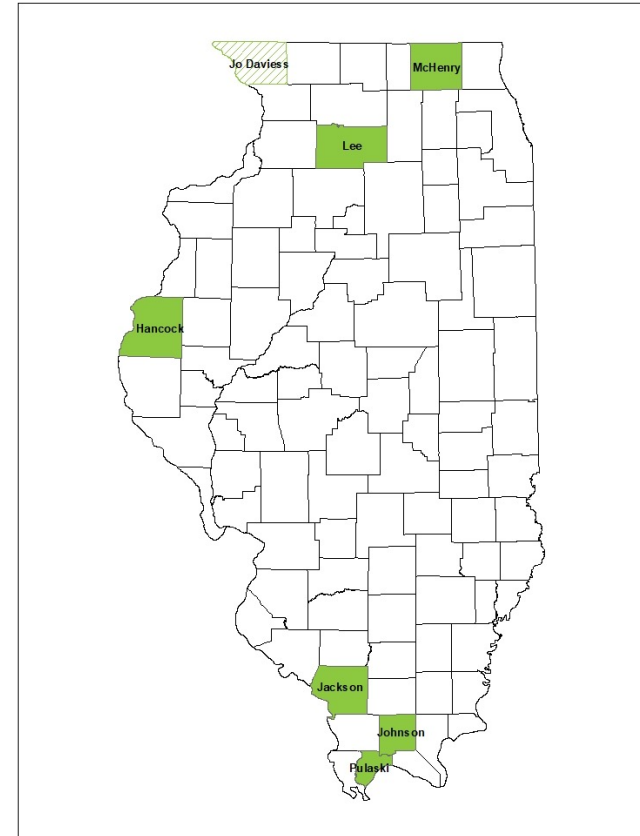 Jo Daviess
McHenry
Lee
Hancock
Jackson
Johnson
Pulaski